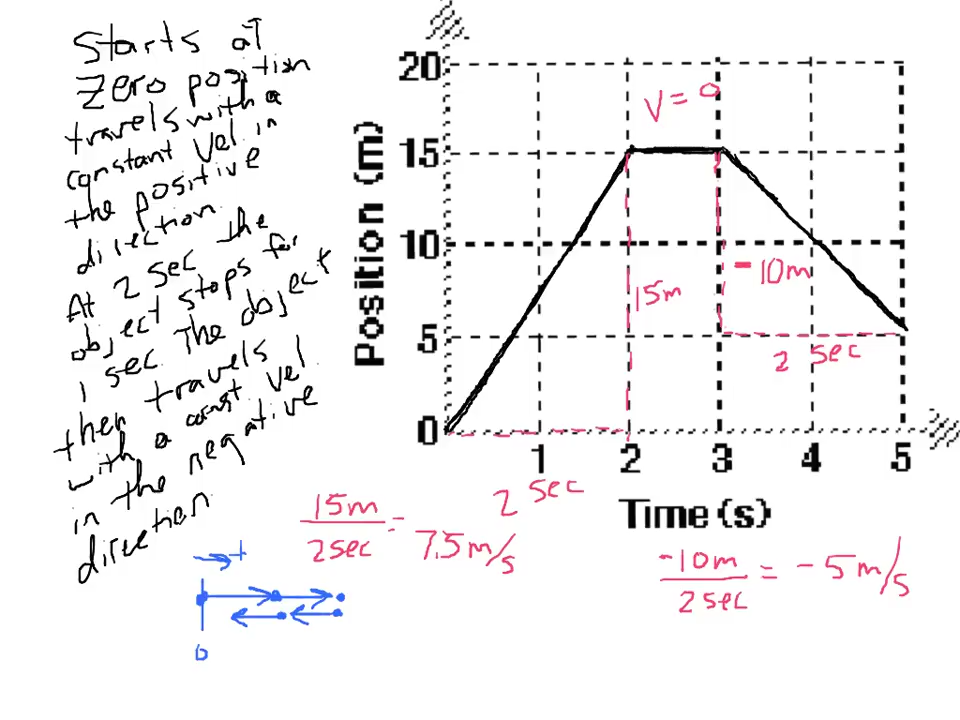 Starts at
Zero position
travels with a
constant Vel. in
the positive
direction.
At 2 sec the
object stops for
1 sec. The object
then travels
with a const vel
in the negative
direction
Position (m)
20
15
10
5
0
V = 0
15m
-10m
2 sec
1 2 3 4 5
Time (s)
2 sec
15m
2sec
=
7.5 m/s
-10m
2 sec
= -5 m/s
+
0